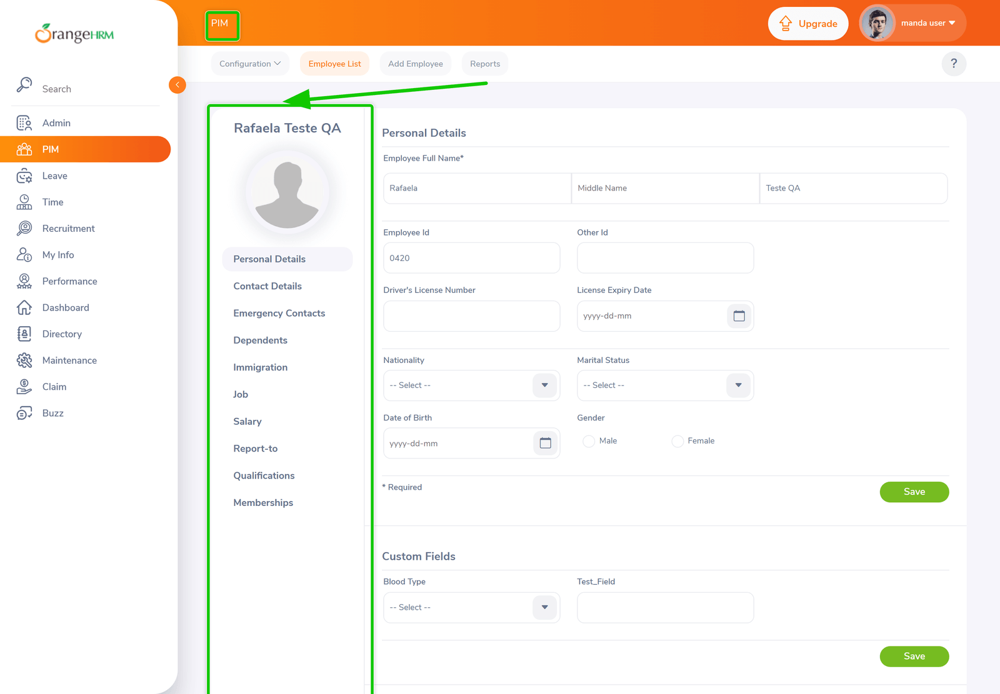 OrangeHRM
PIM
Upgrade
manda user
Configuration
Employee List
Add Employee
Reports
?
Search
Admin
PIM
Leave
Time
Recruitment
My Info
Performance
Dashboard
Directory
Maintenance
Claim
Buzz
Rafaela Teste QA
Personal Details
Contact Details
Emergency Contacts
Dependents
Immigration
Job
Salary
Report-to
Qualifications
Memberships
Personal Details
Employee Full Name*
Rafaela
Middle Name
Teste QA
Employee Id
Other Id
0420
Driver's License Number
License Expiry Date
yyyy-dd-mm
Nationality
Marital Status
-- Select --
-- Select --
Date of Birth
Gender
yyyy-dd-mm
Male
Female
* Required
Save
Custom Fields
Blood Type
Test_Field
-- Select --
Save